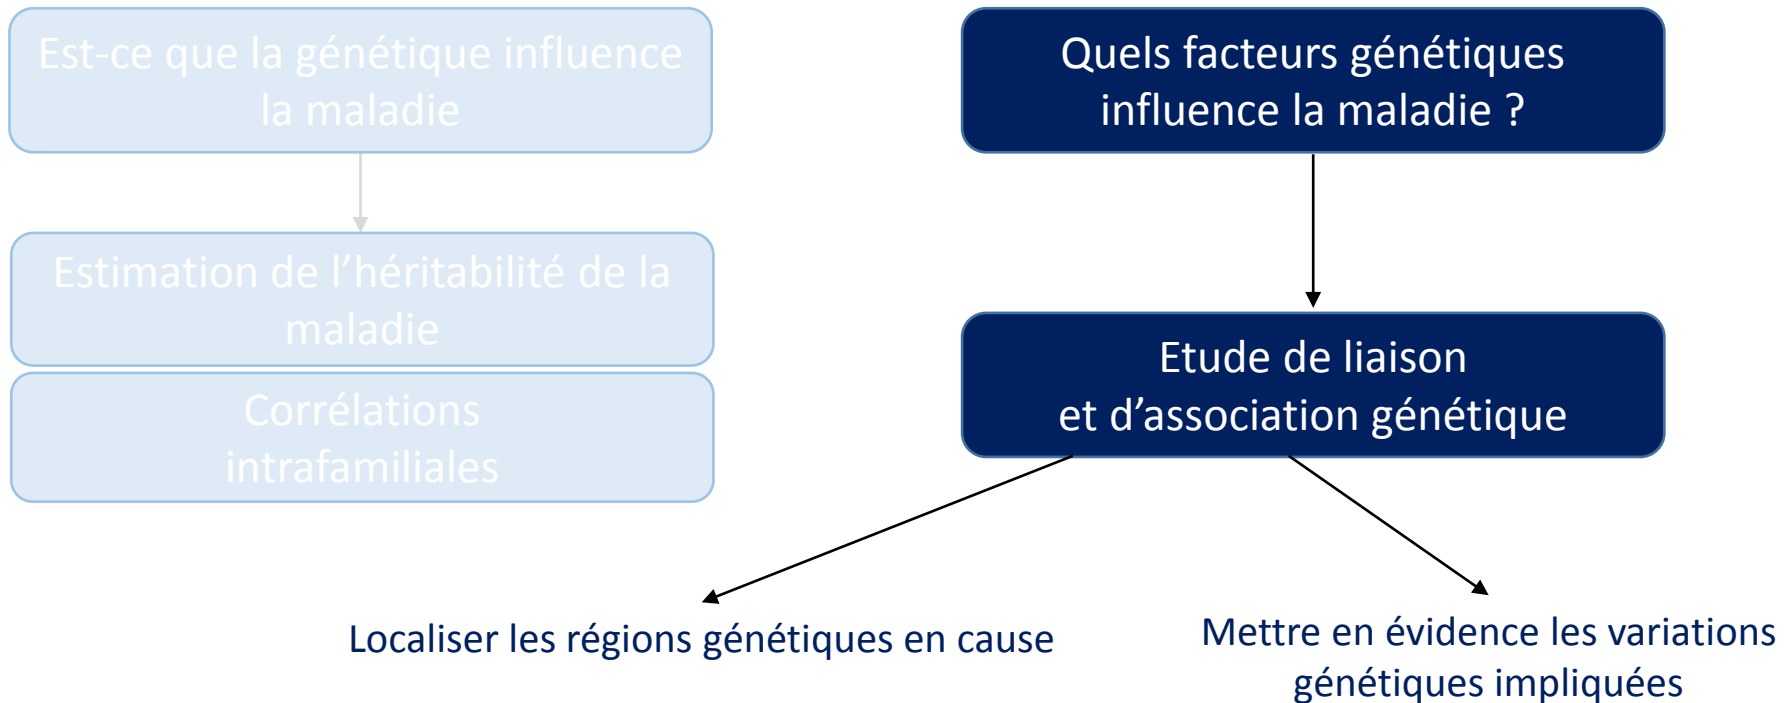 Est-ce que la génétique influence
la maladie
Estimation de l’héritabilité de la
maladie
Corrélations
intrafamiliales
Quels facteurs génétiques
influence la maladie ?
Etude de liaison
et d’association génétique
Localiser les régions génétiques en cause
Mettre en évidence les variations
génétiques impliquées